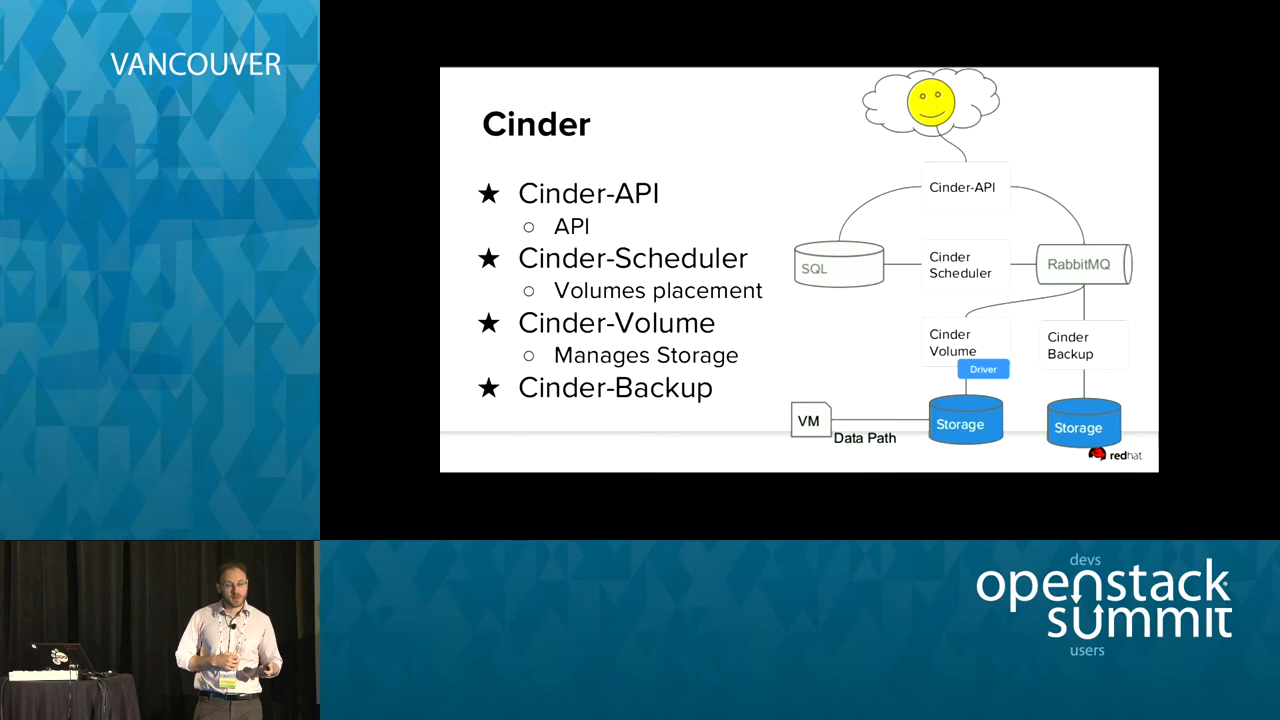 VANCOUVER
Cinder
★ Cinder-API
○ API
★ Cinder-Scheduler
○ Volumes placement
★ Cinder-Volume
○ Manages Storage
★ Cinder-Backup
Cinder-API
SQL
Cinder
Scheduler
RabbitMQ
Cinder
Volume
Driver
Cinder
Backup
VM
Data Path
Storage
Storage
redhat
devs
openstack
summit
users